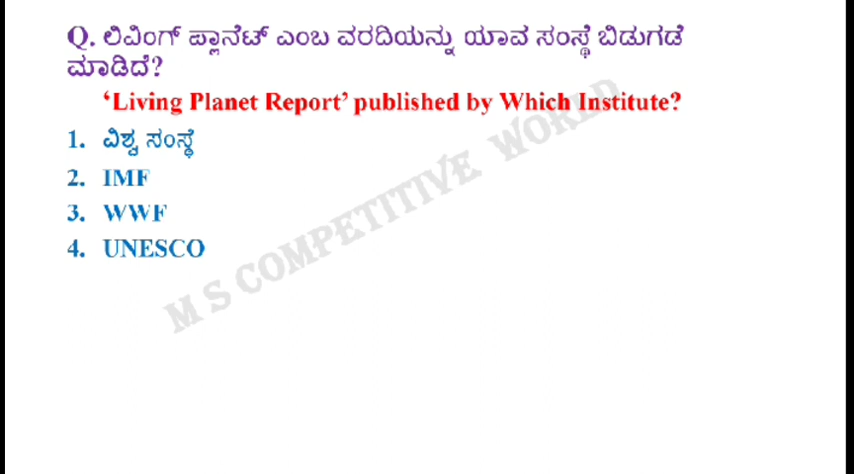 Q. ಲಿವಿಂಗ್ ಪ್ಲಾನೆಟ್ ಎಂಬ ವರದಿಯನ್ನು ಯಾವ ಸಂಸ್ಥೆ ಬಿಡುಗಡೆ
ಮಾಡಿದೆ?
‘Living Planet Report’ published by Which Institute?
1. ವಿಶ್ವ ಸಂಸ್ಥೆ
2. IMF
3. WWF
4. UNESCO
M S COMPETITIVE WORLD